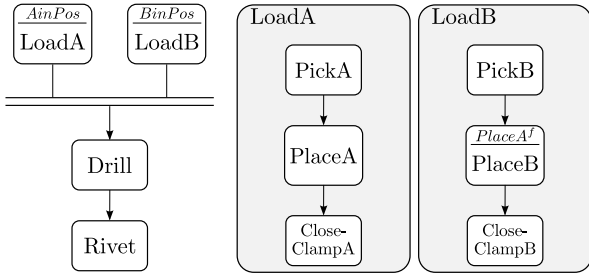 AinPos
LoadA
BinPos
LoadB
Drill
Rivet
LoadA
PickA
PlaceA
Close-
ClampA
LoadB
PickB
PlaceA^f
PlaceB
Close-
ClampB